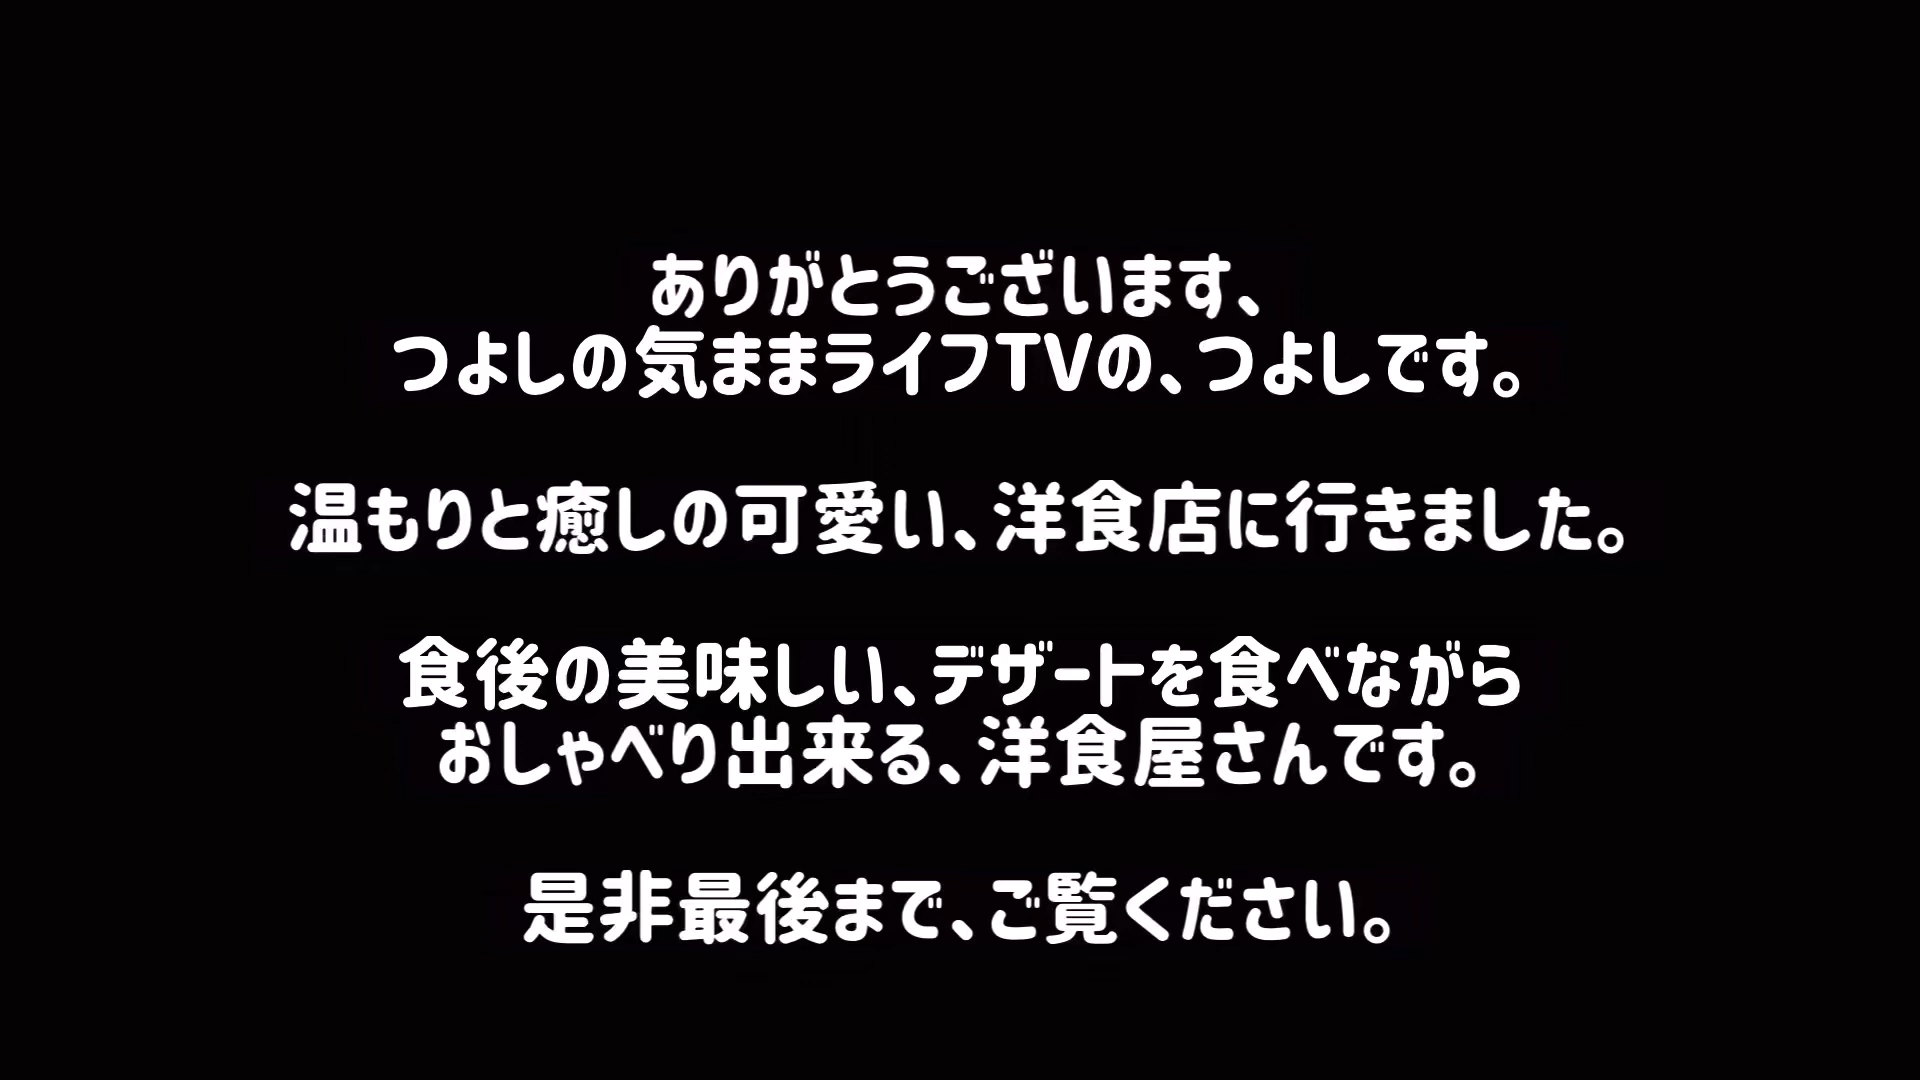 ありがとうございます、
つよしの気ままライフTVの、つよしです。
温もりと癒しの可愛い、洋食店に行きました。
食後の美味しい、デザートを食べながら
おしゃべり出来る、洋食屋さんです。
是非最後まで、ご覧ください。